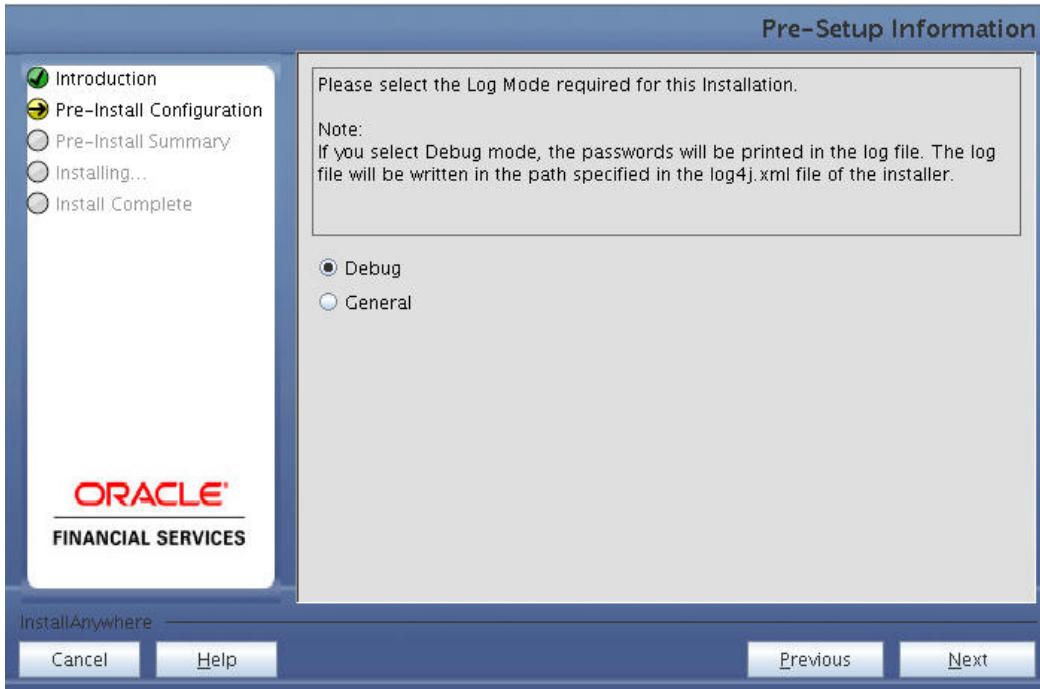 Pre-Setup Information
Introduction
Pre-Install Configuration
Pre-Install Summary
Installing...
Install Complete
ORACLE'
FINANCIAL SERVICES
Please select the Log Mode required for this Installation.
Note:
If you select Debug mode, the passwords will be printed in the log file. The log
file will be written in the path specified in the log4j.xml file of the installer.
Debug
General
InstallAnywhere
Cancel
Help
Previous
Next